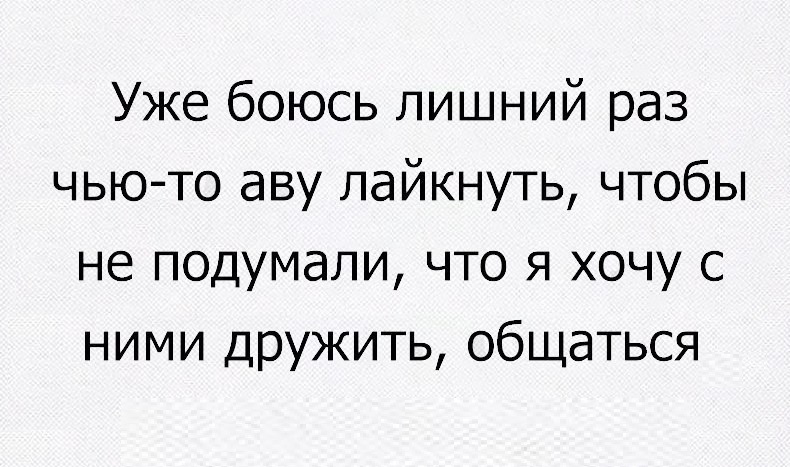 Уже боюсь лишний раз
чью-то аву лайкнуть, чтобы
не подумали, что я хочу с
ними дружить, общаться